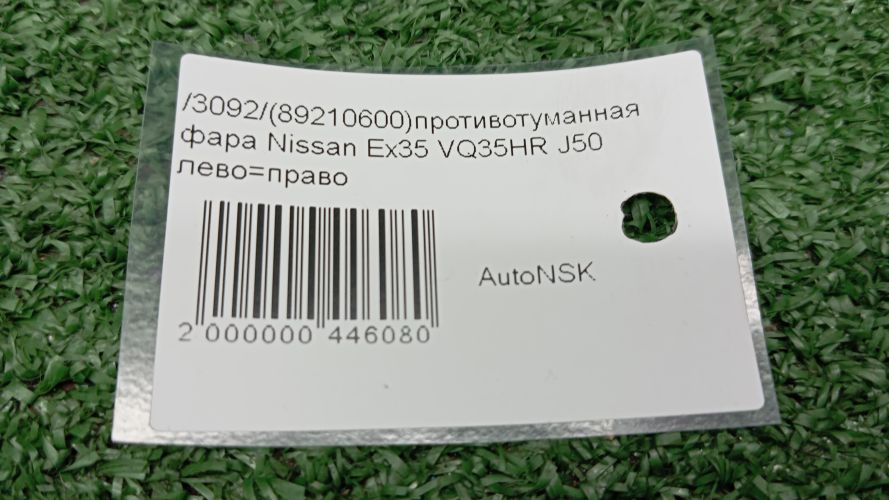 /3092/(89210600)противотуманная
фара Nissan Ex35 VQ35HR J50
лево=право
AutoNSK
2 000000 446080